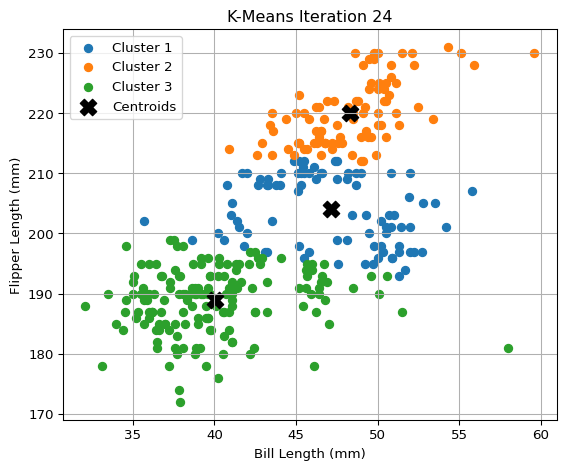 K-Means Iteration 24
Cluster 1
Cluster 2
Cluster 3
Centroids
Flipper Length (mm)
230
220
210
200
190
180
170
35 40 45 50 55 60
Bill Length (mm)